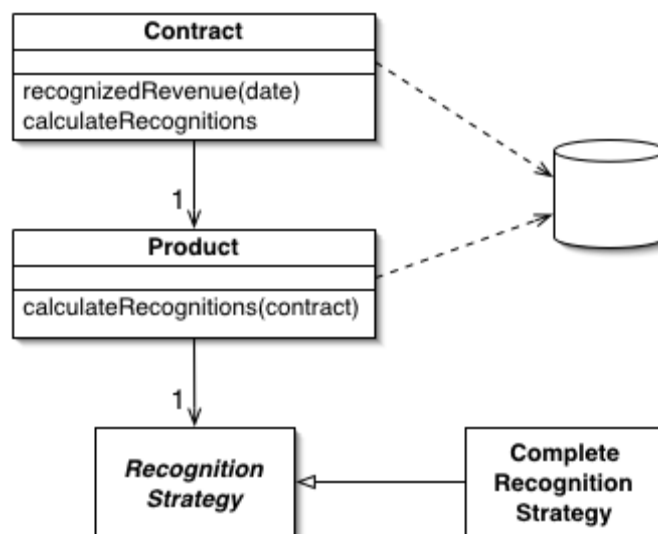 Contract
recognizedRevenue(date)
calculateRecognitions
1
Product
calculateRecognitions(contract)
1
Recognition
Strategy
Complete
Recognition
Strategy